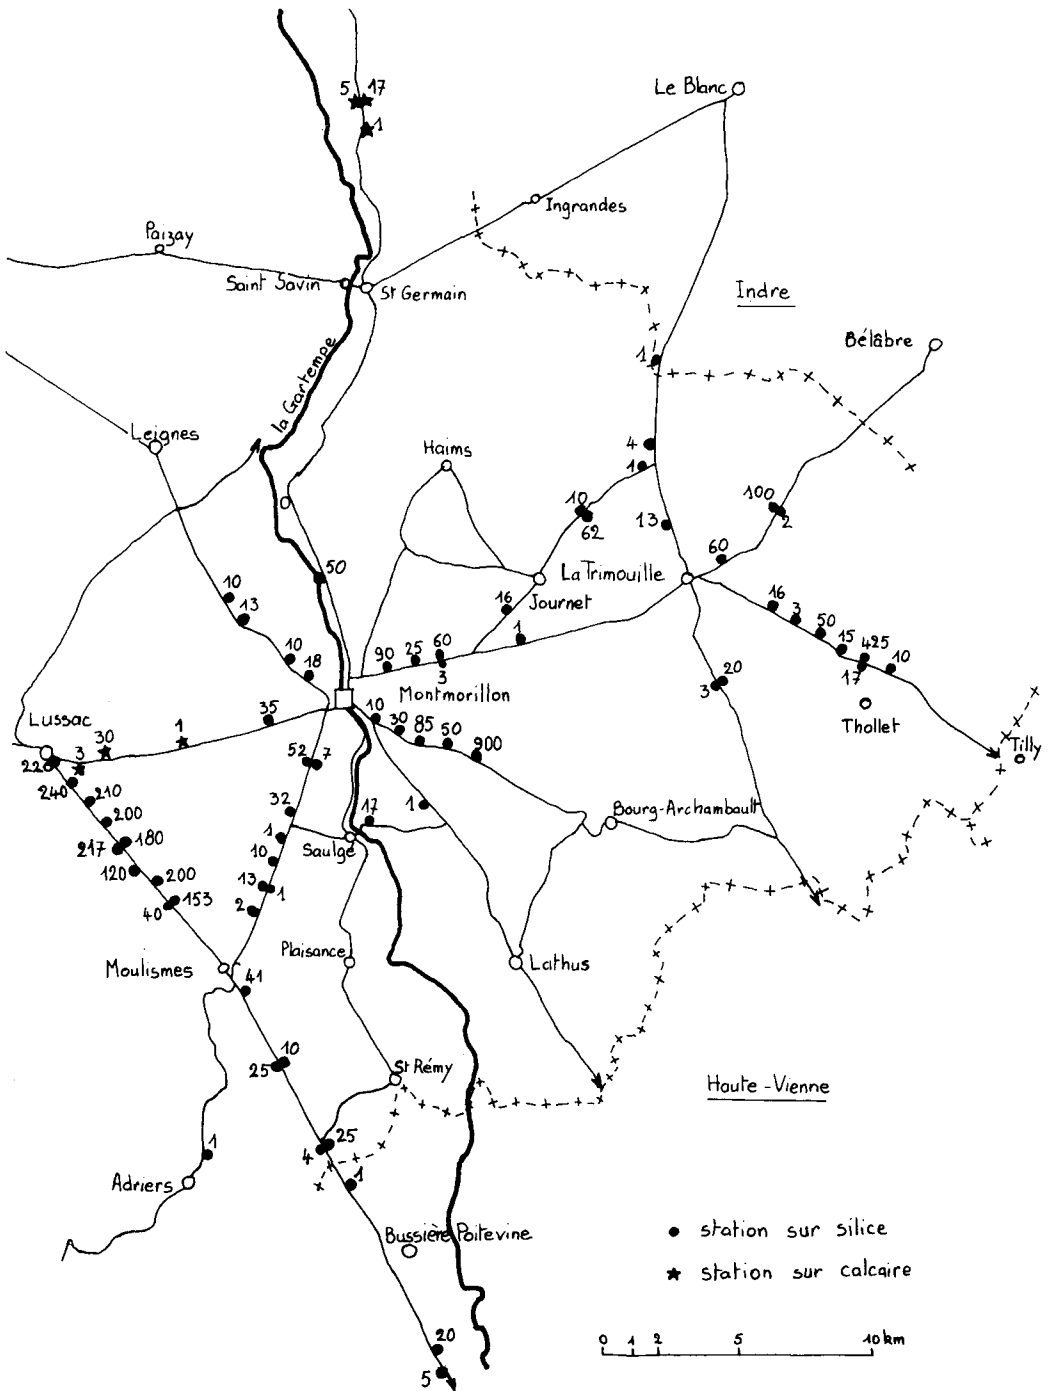 5 17
1
Le Blanc
Ingrandes
Paizay
Saint Savin
St Germain
Indre
la Gartempe
1
Bélâbre
Leignes
Haims
4
1
10
62
13
100
2
60
50
La Trimouille
Journet
16
1
10
13
10
18
90 25 60
3
16
3
50
15 425
17
10
20
3
Montmorillon
Thollet
Tilly
Lussac
220
3
30
1
35
10
30
85
50
900
52 7
240
210
200
217 180
120
200
40 153
32
1
10
13 1
2
17
1
Saulgé
Bourg-Archambault
Plaisance
Lathus
Moulismes
41
25 10
St Rémy
Haute-Vienne
1
4 25
1
Adriers
Bussière Poitevine
station sur silice
station sur calcaire
20
5
0 1 2 5 10 km